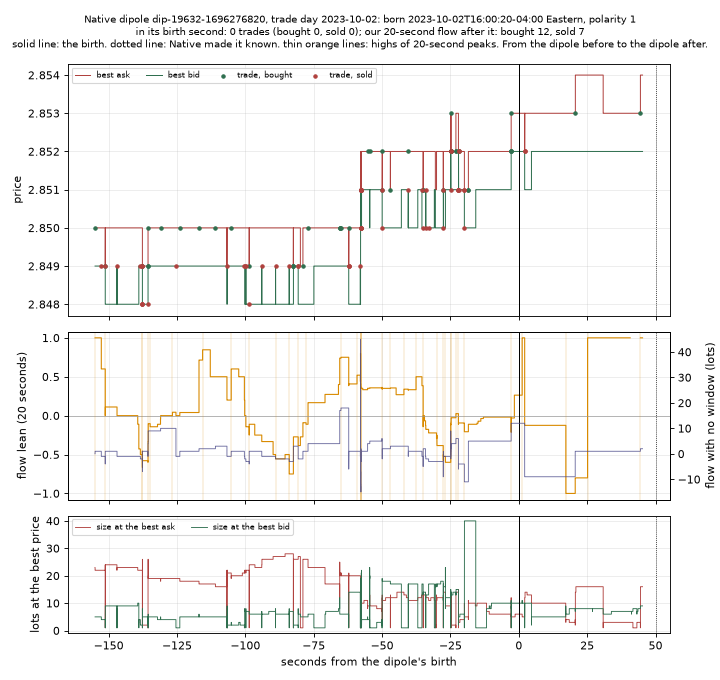 Native dipole dip-19632-1696276820, trade day 2023-10-02: born 2023-10-02T16:00:20-04:00 Eastern, polarity 1
in its birth second: 0 trades (bought 0, sold 0); our 20-second flow after it: bought 12, sold 7
solid line: the birth. dotted line: Native made it known. thin orange lines: highs of 20-second peaks. From the dipole before to the dipole after.
best ask
best bid
trade, bought
trade, sold
2.854
2.853
2.852
2.851
2.850
2.849
2.848
price
1.0
0.5
0.0
−0.5
−1.0
flow lean (20 seconds)
40
30
20
10
0
−10
flow with no window (lots)
size at the best ask
size at the best bid
40
30
20
10
0
lots at the best price
−150
−125
−100
−75
−50
−25
0
25
50
seconds from the dipole's birth